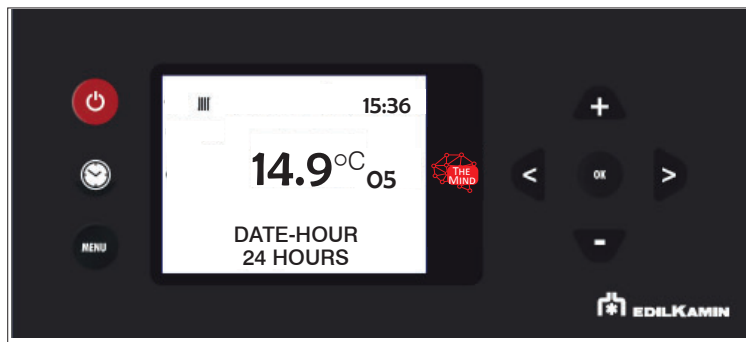 15:36
14.9°C 05
DATE-HOUR
24 HOURS
MENU
THE
MIND
<
OK
>
+
-
EDILKAMIN